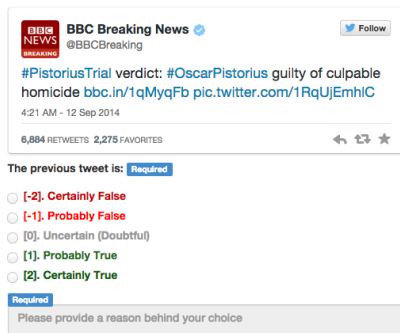 BBC
NEWS
BREAKING
BBC Breaking News
@BBCBreaking
Follow
#PistoriusTrial verdict: #OscarPistorius guilty of culpable
homicide bbc.in/1qMyqFb pic.twitter.com/1RqUjEmhlC
4:21 AM - 12 Sep 2014
6,884 RETWEETS 2,275 FAVORITES
The previous tweet is: Required
[-2]. Certainly False
[-1]. Probably False
[0]. Uncertain (Doubtful)
[1]. Probably True
[2]. Certainly True
Required
Please provide a reason behind your choice